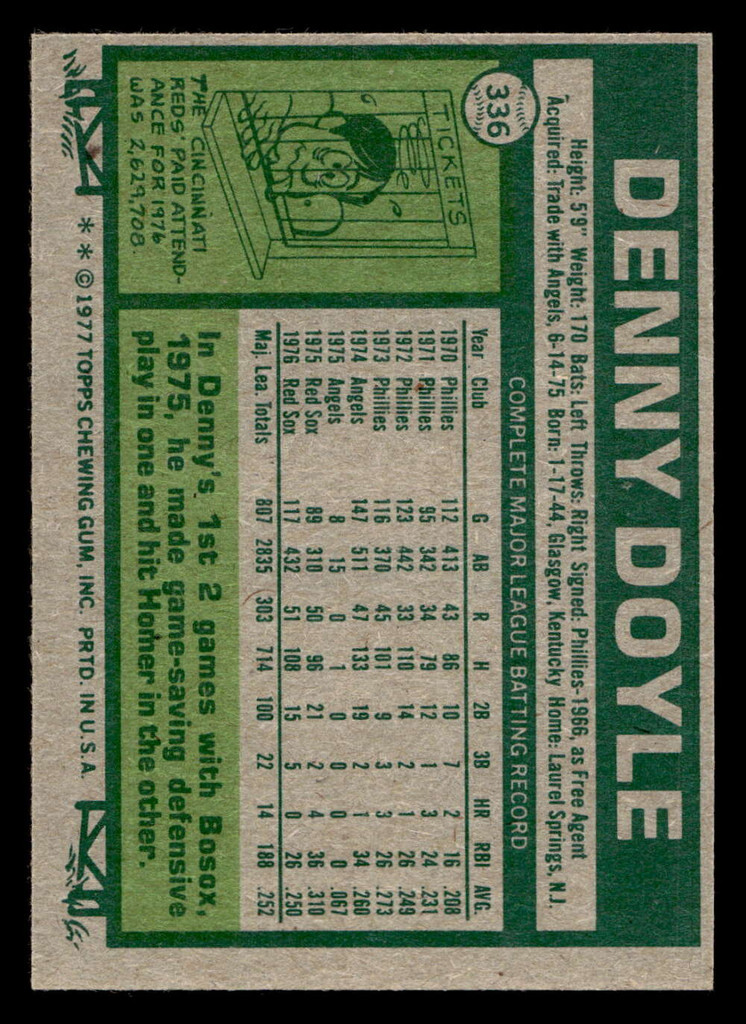 336
DENNY DOYLE
Height: 5'9" Weight: 170 Bats: Left Throws: Right Signed: Phillies-1966, as Free Agent
Acquired: Trade with Angels, 6-14-75 Born: 1-17-44, Glasgow, Kentucky Home: Laurel Springs, N.J.
TICKETS
THE CINCINNATI
REDS' PAID ATTEND-
ANCE FOR 1976
WAS 2,629,708.
COMPLETE MAJOR LEAGUE BATTING RECORD
Year Club G AB R H 2B 3B HR RBI AVG.
1970 Phillies 112 413 43 86 10 7 2 16 .208
1971 Phillies 95 342 34 79 12 1 3 24 .231
1972 Phillies 123 442 33 110 14 2 1 26 .249
1973 Phillies 116 370 45 101 9 3 3 26 .273
1974 Angels 147 511 47 133 19 2 1 34 .260
1975 Angels 8 15 0 1 0 0 0 0 .067
1975 Red Sox 89 310 50 96 21 2 4 36 .310
1976 Red Sox 117 432 51 108 15 5 0 26 .250
Maj. Lea. Totals 807 2835 303 714 100 22 14 188 .252
In Denny's 1st 2 games with Bosox,
1975, he made game-saving defensive
play in one and hit Homer in the other.
* * © 1977 TOPPS CHEWING GUM, INC. PRTD. IN U.S.A.